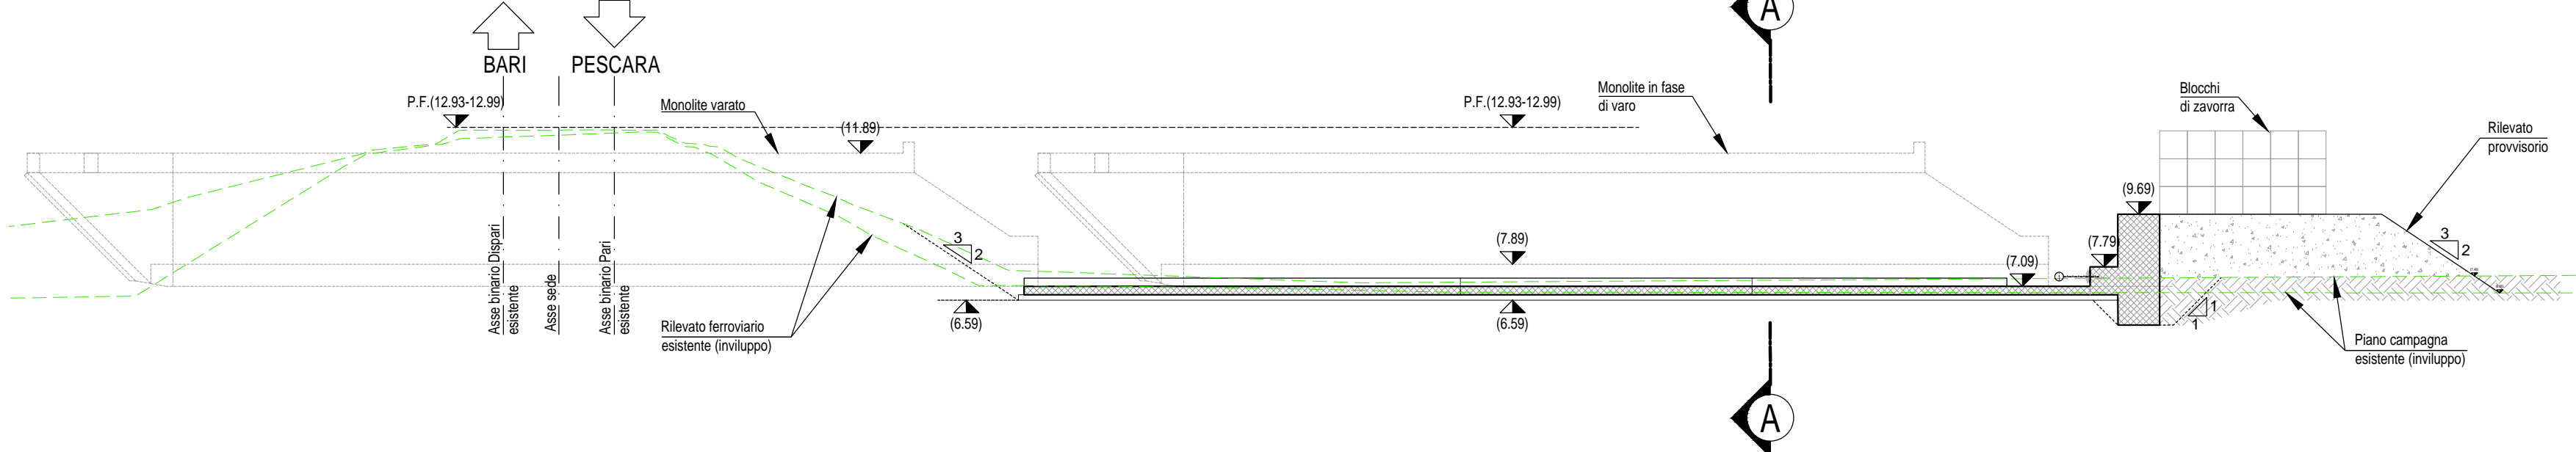 A
BARI
PESCARA
P.F.(12.93-12.99)
Monolite varato
(11.89)
P.F.(12.93-12.99)
Monolite in fase
di varo
Blocchi
di zavorra
Rilevato
provvisorio
(9.69)
3
2
(7.89)
(7.79)
(7.09)
3
2
Asse binario Dispari
esistente
Asse sede
Asse binario Pari
esistente
Rilevato ferroviario
esistente (inviluppo)
(6.59)
(6.59)
1
1
Piano campagna
esistente (inviluppo)
A